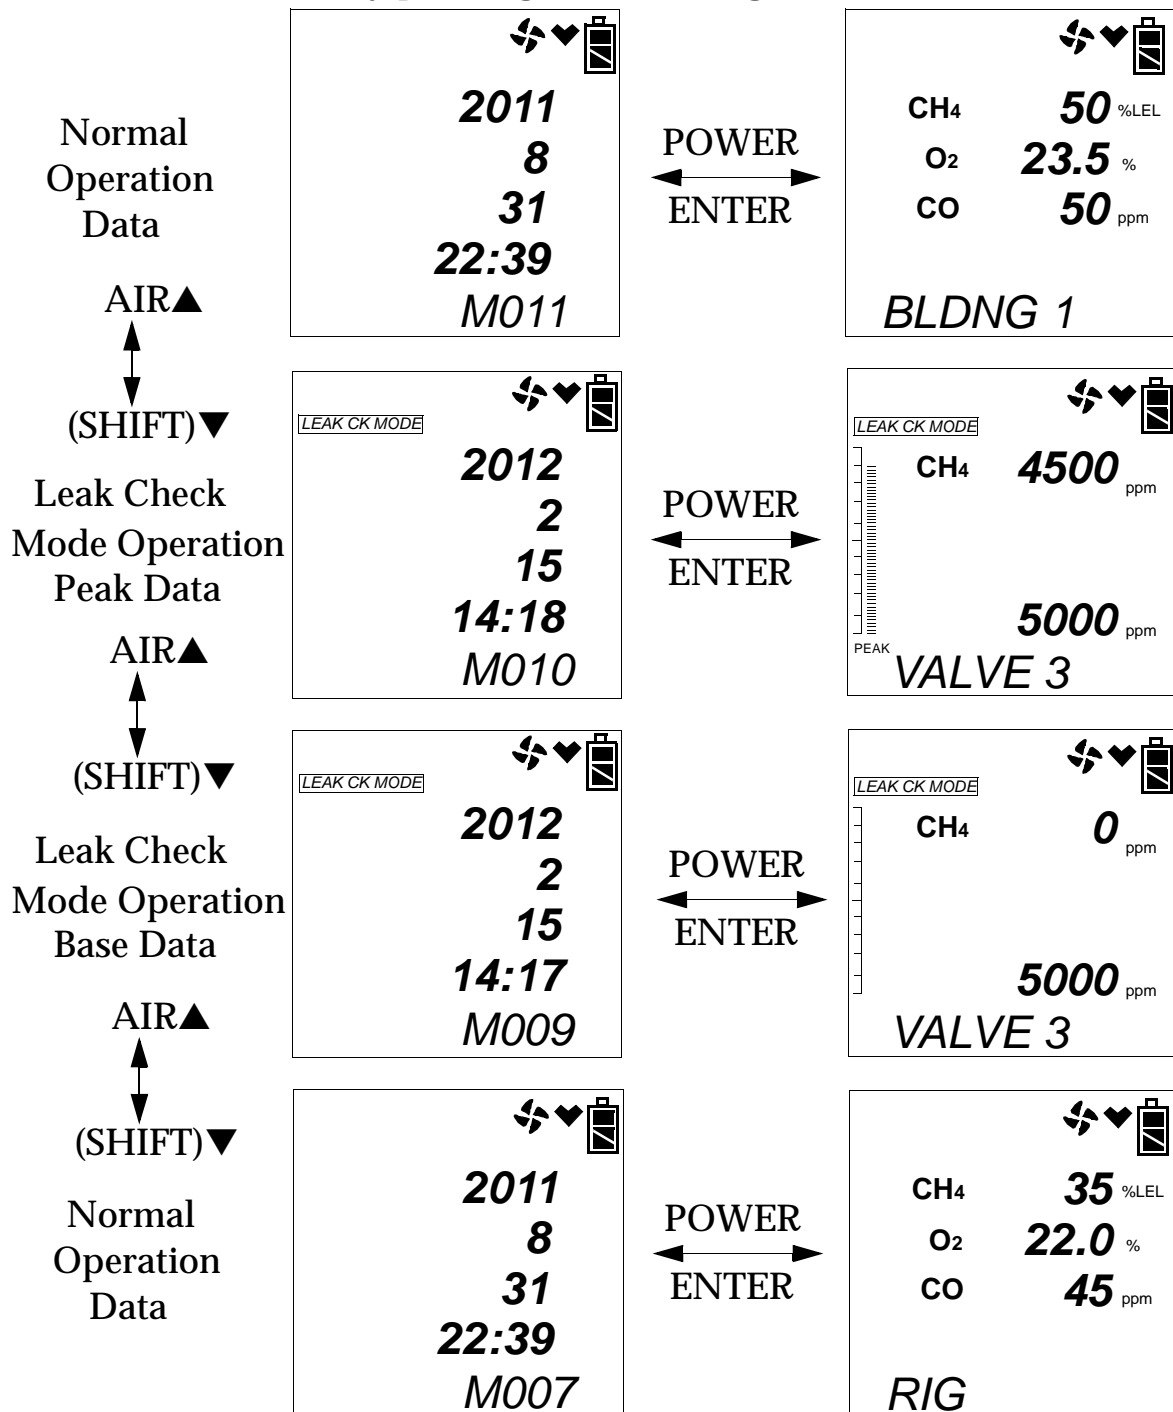 Normal
Operation
Data
2011
8
31
22:39
M011
POWER
ENTER
CH4 50 %LEL
O2 23.5 %
CO 50 ppm
BLDNG 1
AIR▲
(SHIFT)▼
Leak Check
Mode Operation
Peak Data
LEAK CK MODE
2012
2
15
14:18
M010
POWER
ENTER
LEAK CK MODE
CH4 4500 ppm
5000 ppm
PEAK
VALVE 3
AIR▲
(SHIFT)▼
Leak Check
Mode Operation
Base Data
LEAK CK MODE
2012
2
15
14:17
M009
POWER
ENTER
LEAK CK MODE
CH4 0 ppm
5000 ppm
VALVE 3
AIR▲
(SHIFT)▼
Normal
Operation
Data
2011
8
31
22:39
M007
POWER
ENTER
CH4 35 %LEL
O2 22.0 %
CO 45 ppm
RIG